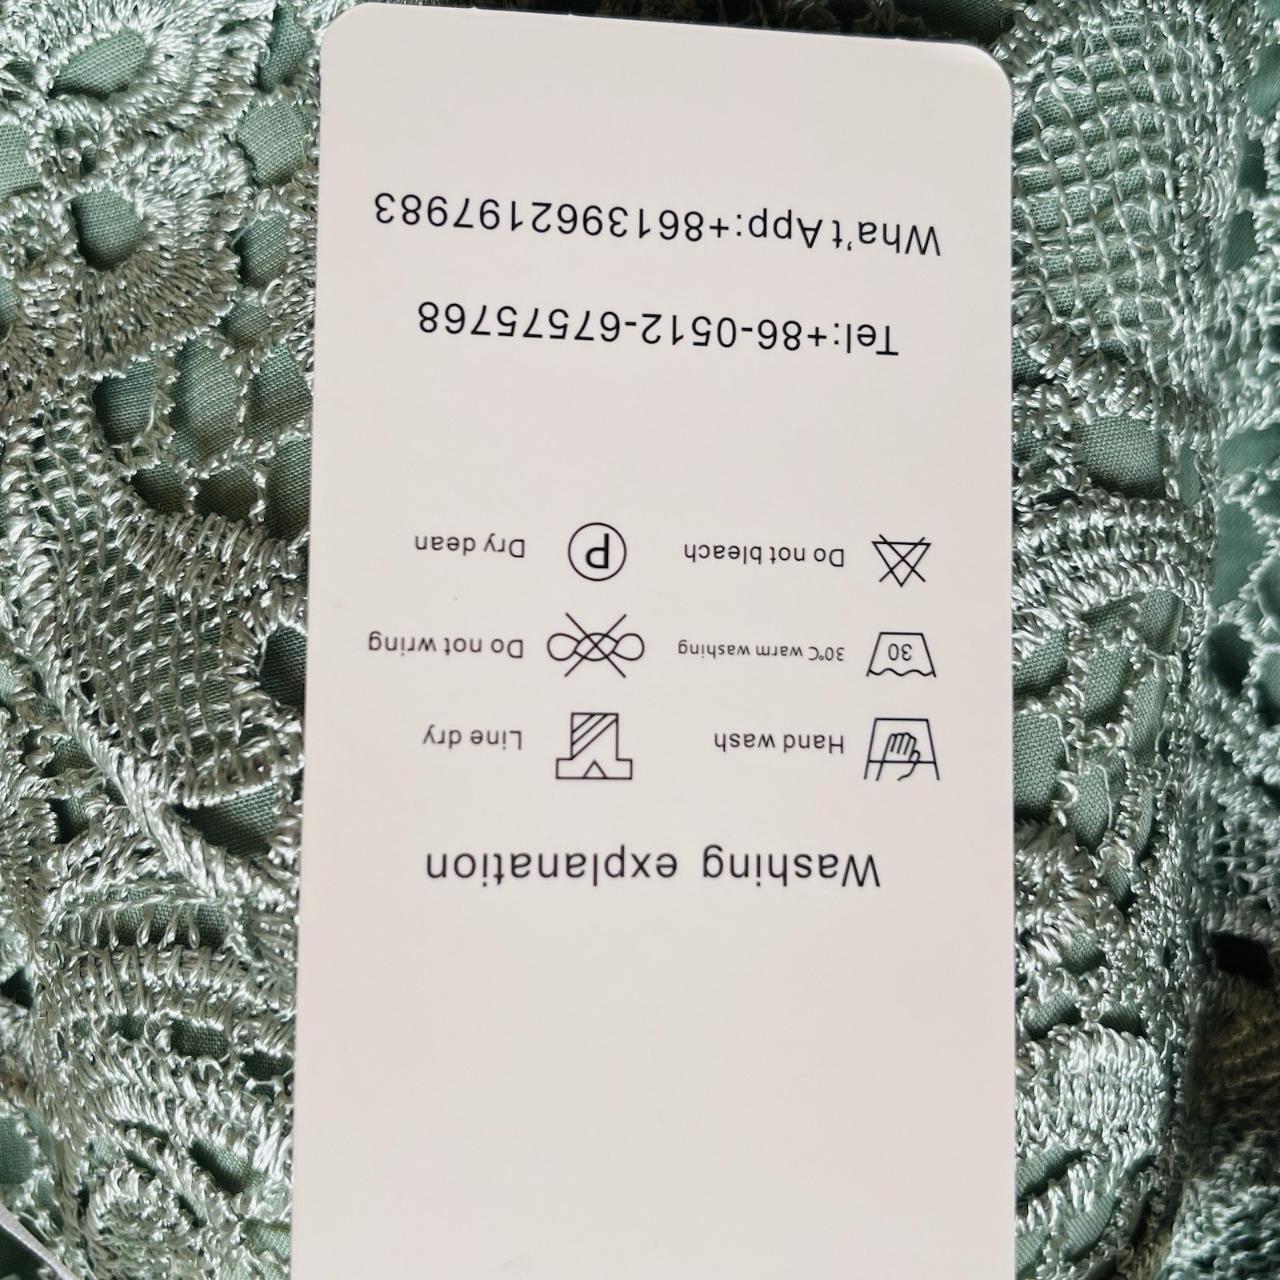 Washing explanation
Hand wash
Line dry
30
30°C warm washing
Do not wring
Do not bleach
P
Dry dean
Tel:+86-0512-67575768
Wha't App:+8613962197983